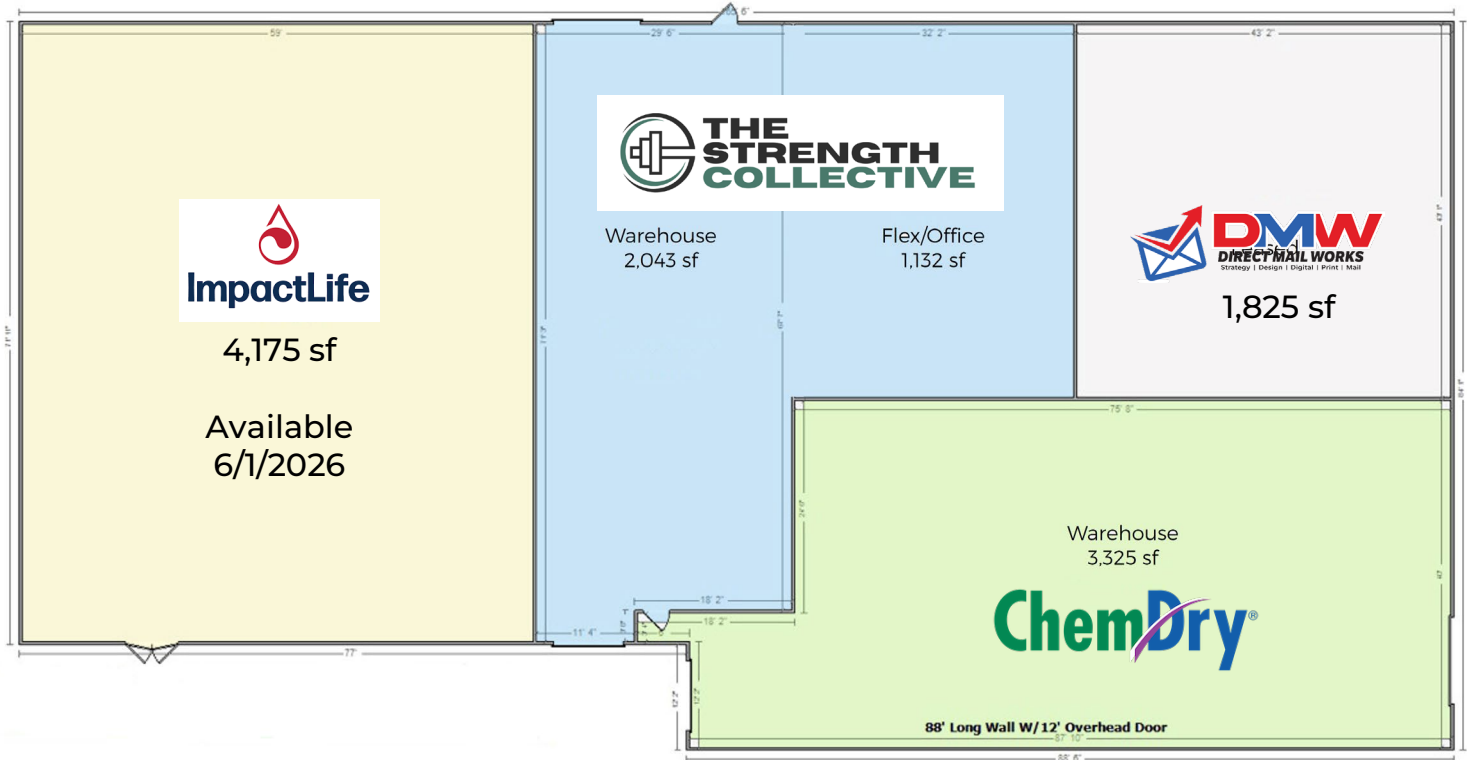 59'
29' 6"
32' 2"
43' 2"
THE
STRENGTH
COLLECTIVE
Warehouse
2,043 sf
Flex/Office
1,132 sf
ImpactLife
4,175 sf
Available
6/1/2026
DMW
Leased
DIRECT MAIL WORKS
Strategy | Design | Digital | Print | Mail
1,825 sf
75' 8"
Warehouse
3,325 sf
ChemDry®
18' 2"
18' 2"
11' 4"
77'
88' Long Wall W/12' Overhead Door
87' 10"
88' 6"